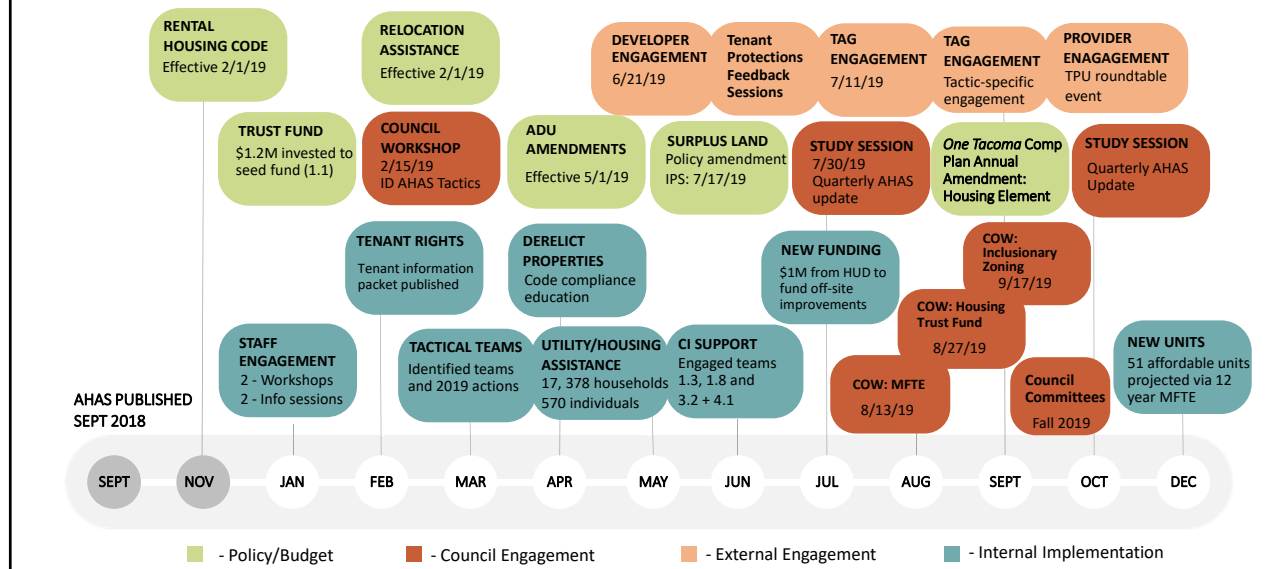 RENTAL
HOUSING CODE
Effective 2/1/19
RELOCATION
ASSISTANCE
Effective 2/1/19
DEVELOPER
ENGAGEMENT
6/21/19
Tenant
Protections
Feedback
Sessions
TAG
ENGAGEMENT
7/11/19
TAG
ENGAGEMENT
Tactic-specific
engagement
PROVIDER
ENAGAGEMENT
TPU roundtable
event
TRUST FUND
$1.2M invested to
seed fund (1.1)
COUNCIL
WORKSHOP
2/15/19
ID AHAS Tactics
ADU
AMENDMENTS
Effective 5/1/19
SURPLUS LAND
Policy amendment
IPS: 7/17/19
STUDY SESSION
7/30/19
Quarterly AHAS
update
One Tacoma Comp
Plan Annual
Amendment:
Housing Element
STUDY SESSION
Quarterly AHAS
Update
TENANT RIGHTS
Tenant information
packet published
DERELICT
PROPERTIES
Code compliance
education
NEW FUNDING
$1M from HUD to
fund off-site
improvements
COW:
Inclusionary
Zoning
9/17/19
COW: Housing
Trust Fund
8/27/19
STAFF
ENGAGEMENT
2 - Workshops
2 - Info sessions
TACTICAL TEAMS
Identified teams
and 2019 actions
UTILITY/HOUSING
ASSISTANCE
17, 378 households
570 individuals
CI SUPPORT
Engaged teams
1.3, 1.8 and
3.2 + 4.1
COW: MFTE
8/13/19
Council
Committees
Fall 2019
NEW UNITS
51 affordable units
projected via 12
year MFTE
AHAS PUBLISHED
SEPT 2018
SEPT
NOV
JAN
FEB
MAR
APR
MAY
JUN
JUL
AUG
SEPT
OCT
DEC
- Policy/Budget
- Council Engagement
- External Engagement
- Internal Implementation